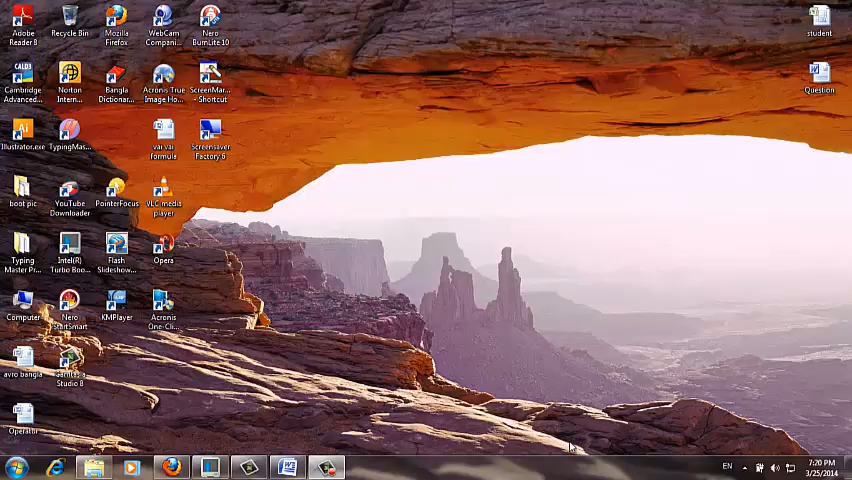 Adobe
Reader 8
Recycle Bin
Mozilla
Firefox
WebCam
Compani...
Nero
BurnLite 10
student
CALD3
Cambridge
Advanced...
Norton
Intern...
Bangla
Dictionar...
Acronis True
Image Ho...
ScreenMar...
- Shortcut
Question
Ai
Illustrator.exe
TypingMas...
vai vai
formula
Screensaver
Factory 6
boot pic
YouTube
Downloader
PointerFocus
VLC media
player
Typing
Master Pr...
Intel(R)
Turbo Boo...
Flash
Slideshow...
Opera
Computer
Nero
StartSmart
KMPlayer
Acronis
One-Cli...
avro bangla
Studio 8
Operator
EN
7:20 PM
3/25/2014